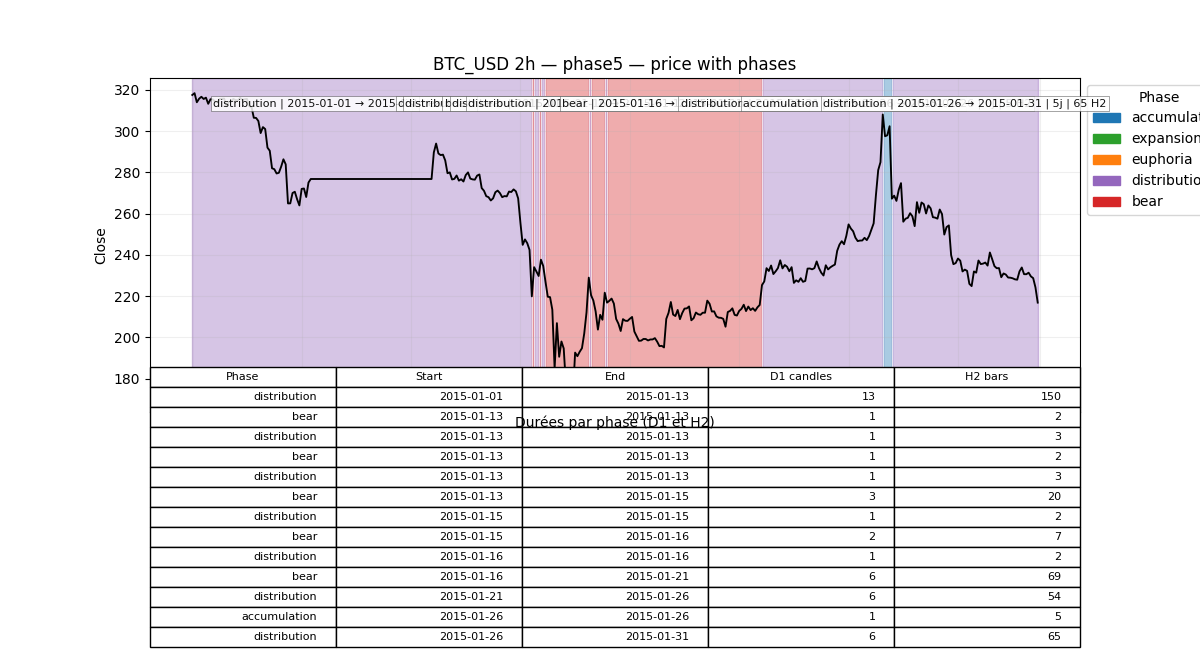 BTC_USD 2h — phase5 — price with phases
distribution | 2015-01-01 → 2015
distribution | 201
bear | 2015-01-16 →
distribution
accumulation
distribution | 2015-01-26 → 2015-01-31 | 5j | 65 H2
Phase
accumulat
expansion
euphoria
distributio
bear
Close
320
300
280
260
240
220
200
180
Phase Start End D1 candles H2 bars
distribution 2015-01-01 2015-01-13 13 150
bear 2015-01-13 2015-01-13 1 2
Durées par phase (D1 et H2)
distribution 2015-01-13 2015-01-13 1 3
bear 2015-01-13 2015-01-13 1 2
distribution 2015-01-13 2015-01-13 1 3
bear 2015-01-13 2015-01-15 3 20
distribution 2015-01-15 2015-01-15 1 2
bear 2015-01-15 2015-01-16 2 7
distribution 2015-01-16 2015-01-16 1 2
bear 2015-01-16 2015-01-21 6 69
distribution 2015-01-21 2015-01-26 6 54
accumulation 2015-01-26 2015-01-26 1 5
distribution 2015-01-26 2015-01-31 6 65